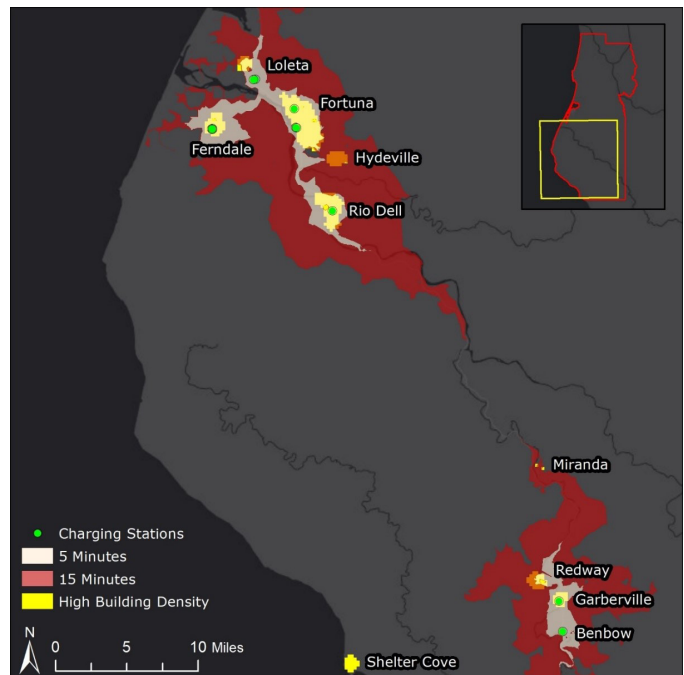 Loleta
Fortuna
Ferndale
Hydeville
Rio Dell
Miranda
Charging Stations
5 Minutes
15 Minutes
High Building Density
Redway
Garberville
Benbow
N
0 5 10 Miles
Shelter Cove